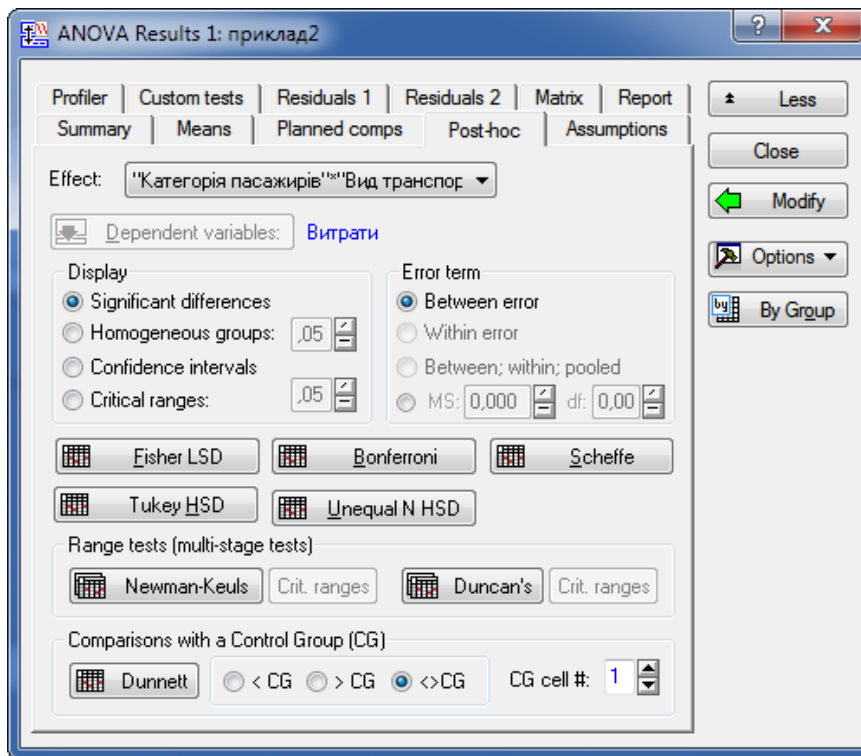 ANOVA Results 1: приклад2
Profiler Custom tests Residuals 1 Residuals 2 Matrix Report
Summary Means Planned comps Post-hoc Assumptions
Effect: "Категорія пасажирів"*"Вид транспор
Dependent variables: Витрати
Display
Significant differences
Homogeneous groups: ,05
Confidence intervals
Critical ranges: ,05
Error term
Between error
Within error
Between; within; pooled
MS: 0,000 df: 0,00
Fisher LSD Bonferroni Scheffe
Tukey HSD Unequal N HSD
Range tests (multi-stage tests)
Newman-Keuls Crit. ranges Duncan's Crit. ranges
Comparisons with a Control Group (CG)
Dunnett < CG > CG <>CG CG cell #: 1
Less
Close
Modify
Options
By Group